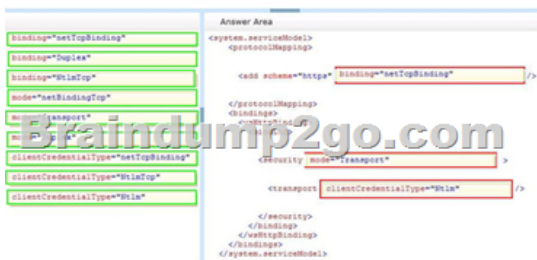 Answer Area
binding="netTcpBinding"
binding="Duplex"
binding="NtlmTcp"
mode="netBindingTcp"
mode="Transport"
clientCredentialType="netTcpBinding"
clientCredentialType="NtlmTcp"
clientCredentialType="Ntlm"
Braindump2go.com
<system.serviceModel>
<protocolMapping>
<add scheme="https" binding="netTcpBinding" />
</protocolMapping>
<bindings>
<security mode="Transport" >
<transport clientCredentialType="Ntlm" />
</security>
</binding>
</wsHttpBinding>
</bindings>
</system.serviceModel>